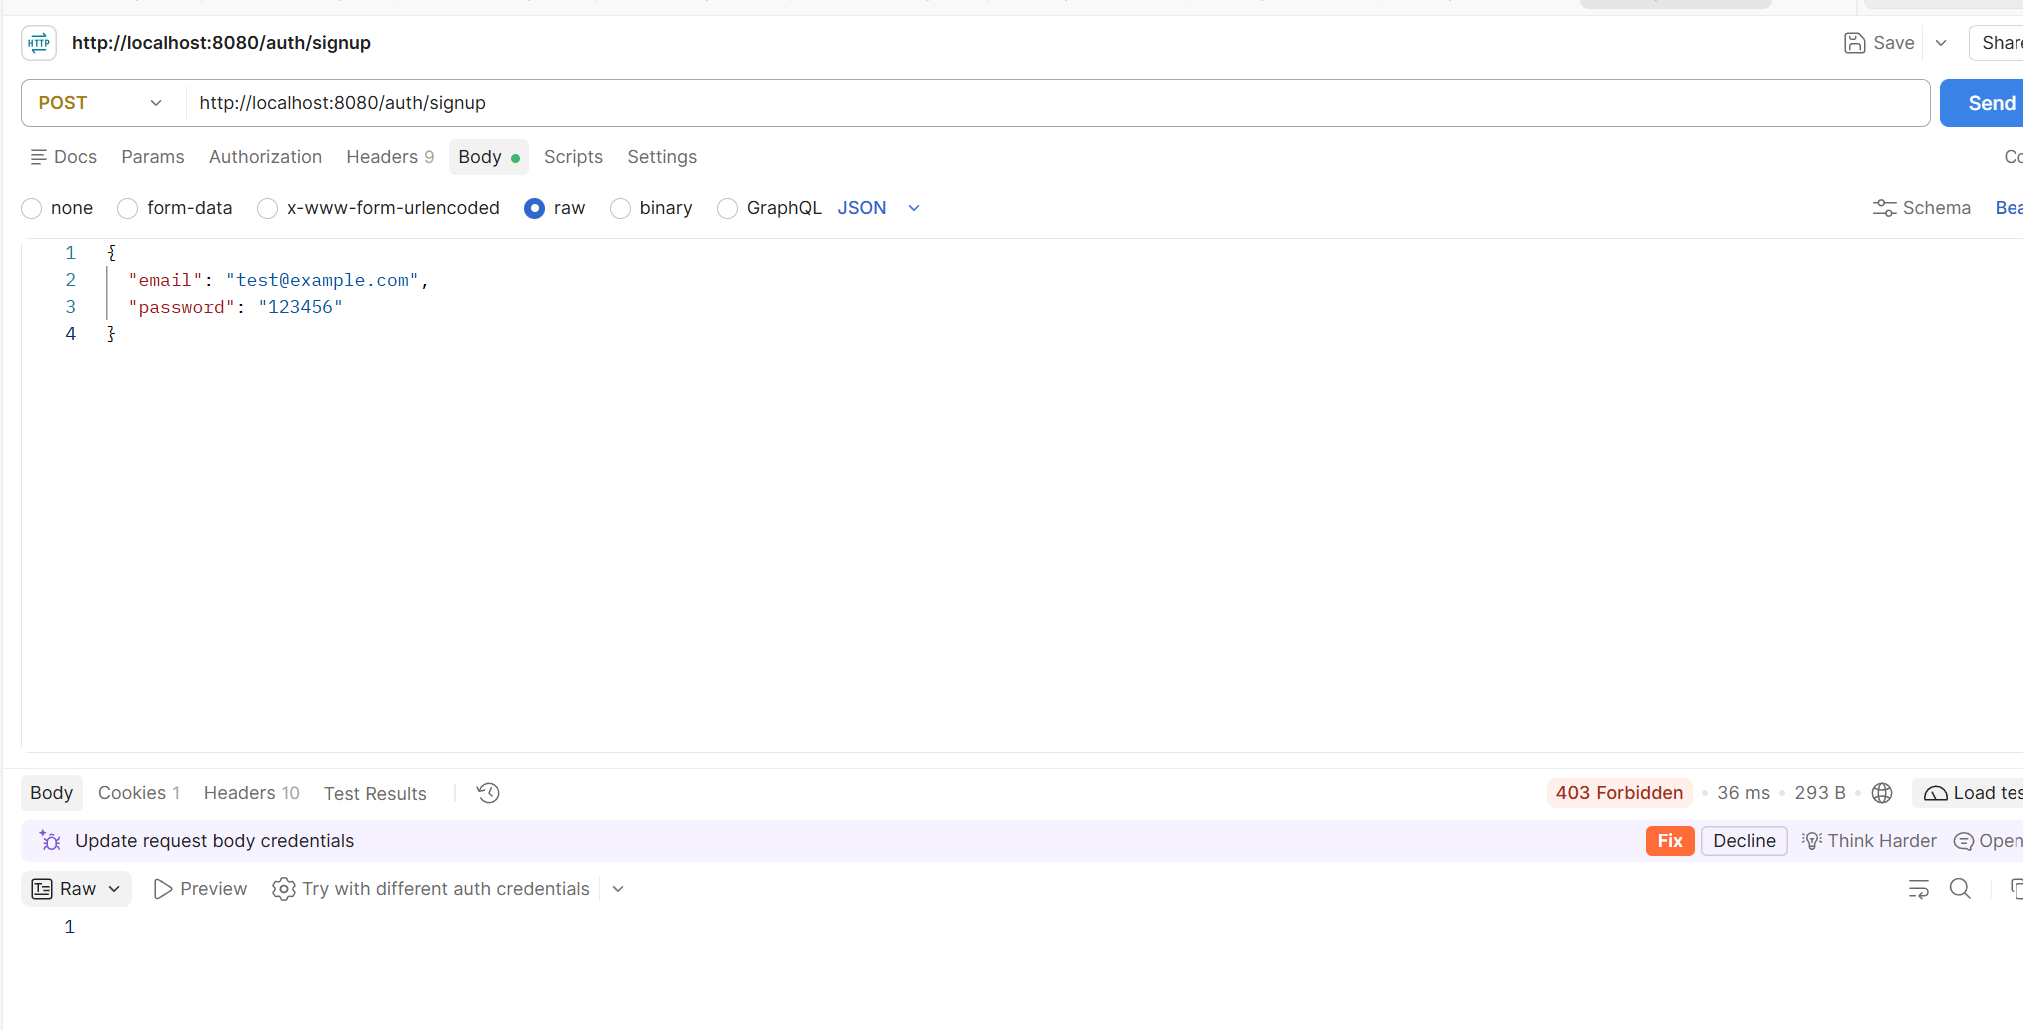 HTTP http://localhost:8080/auth/signup Save
POST http://localhost:8080/auth/signup Send
Docs Params Authorization Headers 9 Body Scripts Settings
none form-data x-www-form-urlencoded raw binary GraphQL JSON Schema
1 {
2 "email": "test@example.com",
3 "password": "123456"
4 }
Body Cookies 1 Headers 10 Test Results 403 Forbidden 36 ms 293 B Load
Update request body credentials Fix Decline Think Harder Open
Raw Preview Try with different auth credentials
1